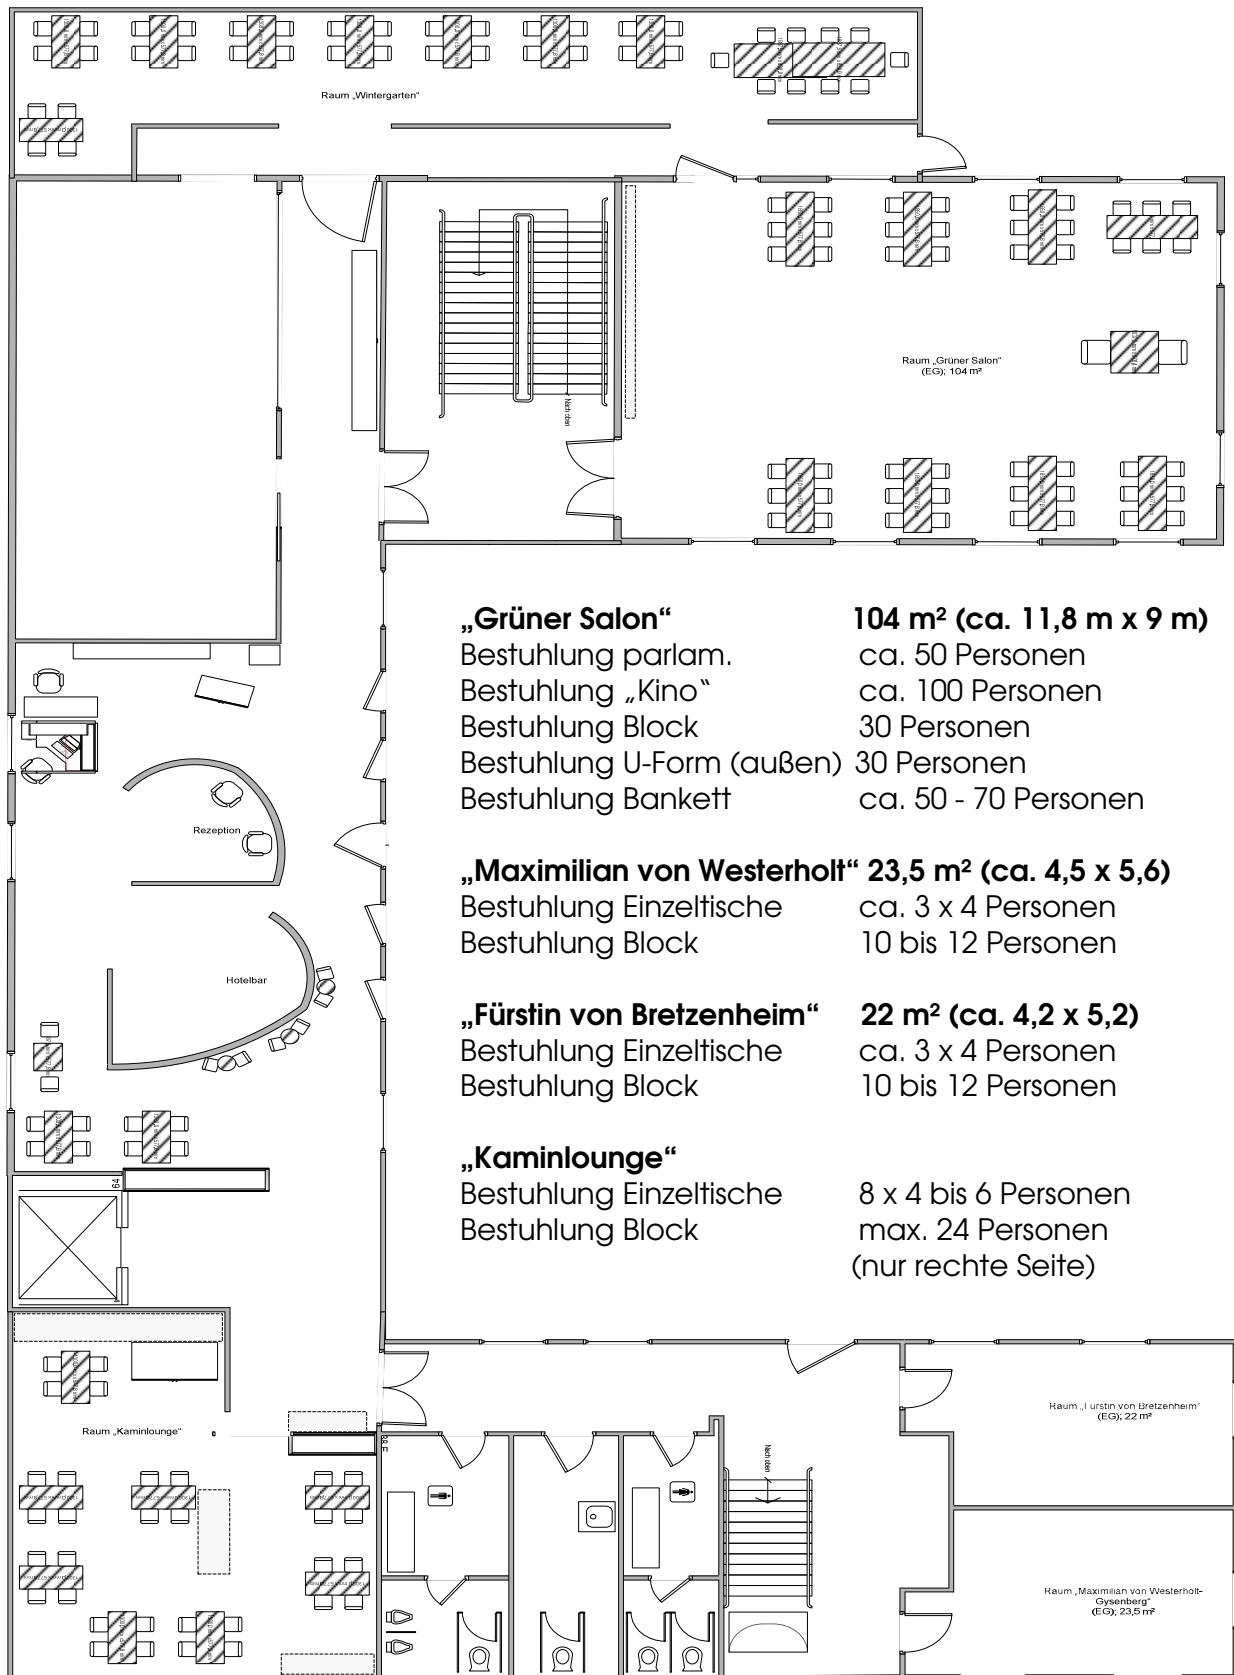 Raum „Wintergarten“
Raum „Grüner Salon“
(EG); 104 m²
Nach oben
„Grüner Salon“ 104 m² (ca. 11,8 m x 9 m)
Bestuhlung parlam. ca. 50 Personen
Bestuhlung „Kino“ ca. 100 Personen
Bestuhlung Block 30 Personen
Bestuhlung U-Form (außen) 30 Personen
Bestuhlung Bankett ca. 50 - 70 Personen
Rezeption
„Maximilian von Westerholt“ 23,5 m² (ca. 4,5 x 5,6)
Bestuhlung Einzeltische ca. 3 x 4 Personen
Bestuhlung Block 10 bis 12 Personen
Hotelbar
„Fürstin von Bretzenheim“ 22 m² (ca. 4,2 x 5,2)
Bestuhlung Einzeltische ca. 3 x 4 Personen
Bestuhlung Block 10 bis 12 Personen
„Kaminlounge“
Bestuhlung Einzeltische 8 x 4 bis 6 Personen
Bestuhlung Block max. 24 Personen
(nur rechte Seite)
64
Raum „Fürstin von Bretzenheim“
(EG); 22 m²
Raum „Kaminlounge“
Nach oben
Raum „Maximilian von Westerholt-
Gysenberg“
(EG); 23,5 m²